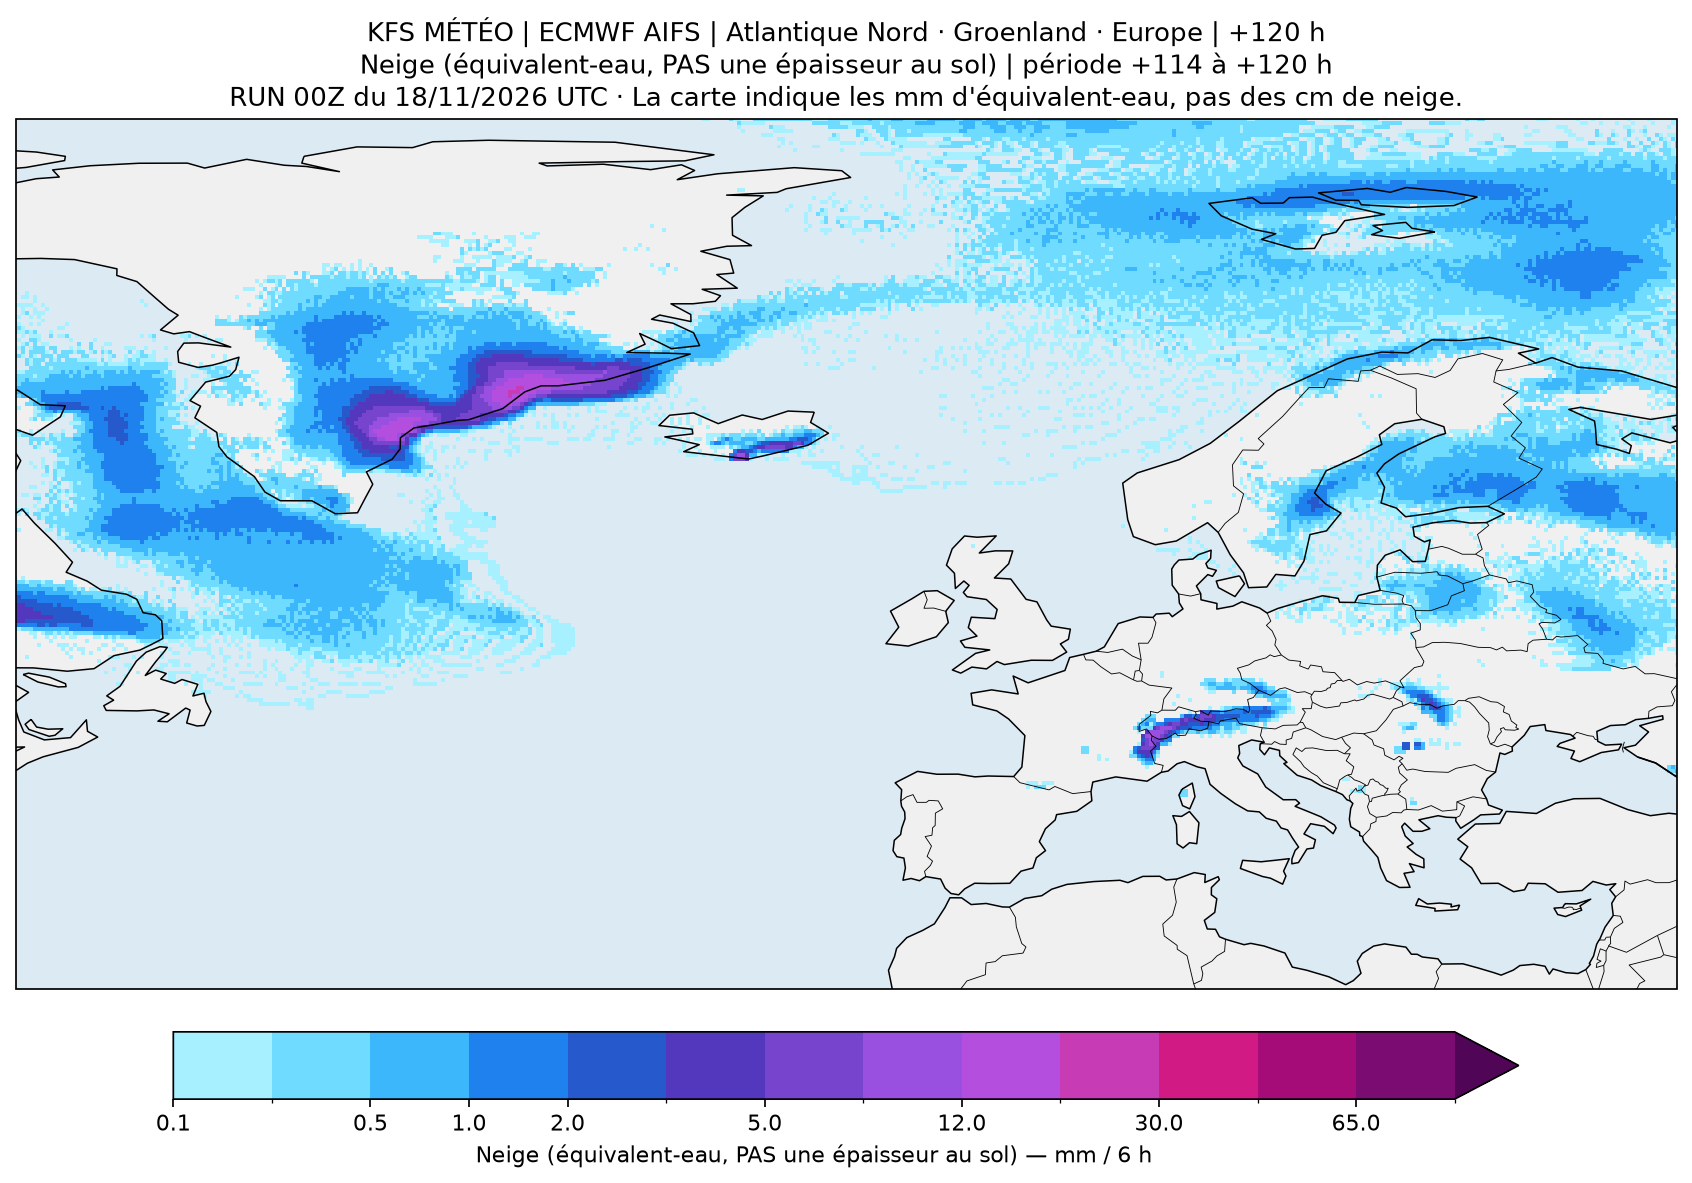 KFS MÉTÉO | ECMWF AIFS | Atlantique Nord · Groenland · Europe | +120 h
Neige (équivalent-eau, PAS une épaisseur au sol) | période +114 à +120 h
RUN 00Z du 18/11/2026 UTC · La carte indique les mm d'équivalent-eau, pas des cm de neige.
0.1 0.5 1.0 2.0 5.0 12.0 30.0 65.0
Neige (équivalent-eau, PAS une épaisseur au sol) — mm / 6 h